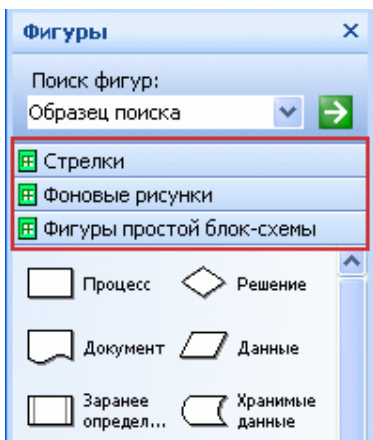 Фигуры
Поиск фигур:
Образец поиска
Стрелки
Фоновые рисунки
Фигуры простой блок-схемы
Процесс
Решение
Документ
Данные
Заранее
определ...
Хранимые
данные